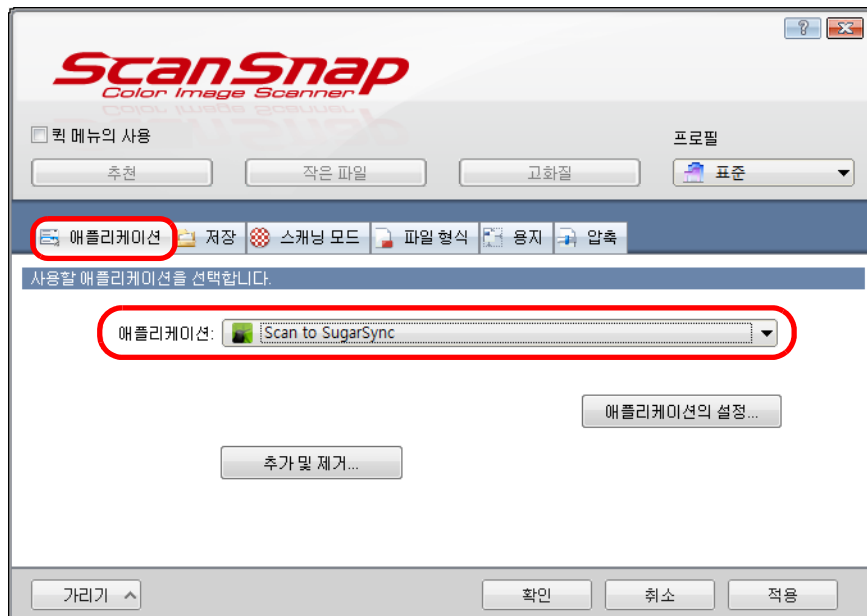 ScanSnap
Color Image Scanner
퀵 메뉴의 사용
프로필
추천 작은 파일 고화질 표준
애플리케이션 저장 스캐닝 모드 파일 형식 용지 압축
사용할 애플리케이션을 선택합니다.
애플리케이션: Scan to SugarSync
애플리케이션의 설정...
추가 및 제거...
가리기 확인 취소 적용